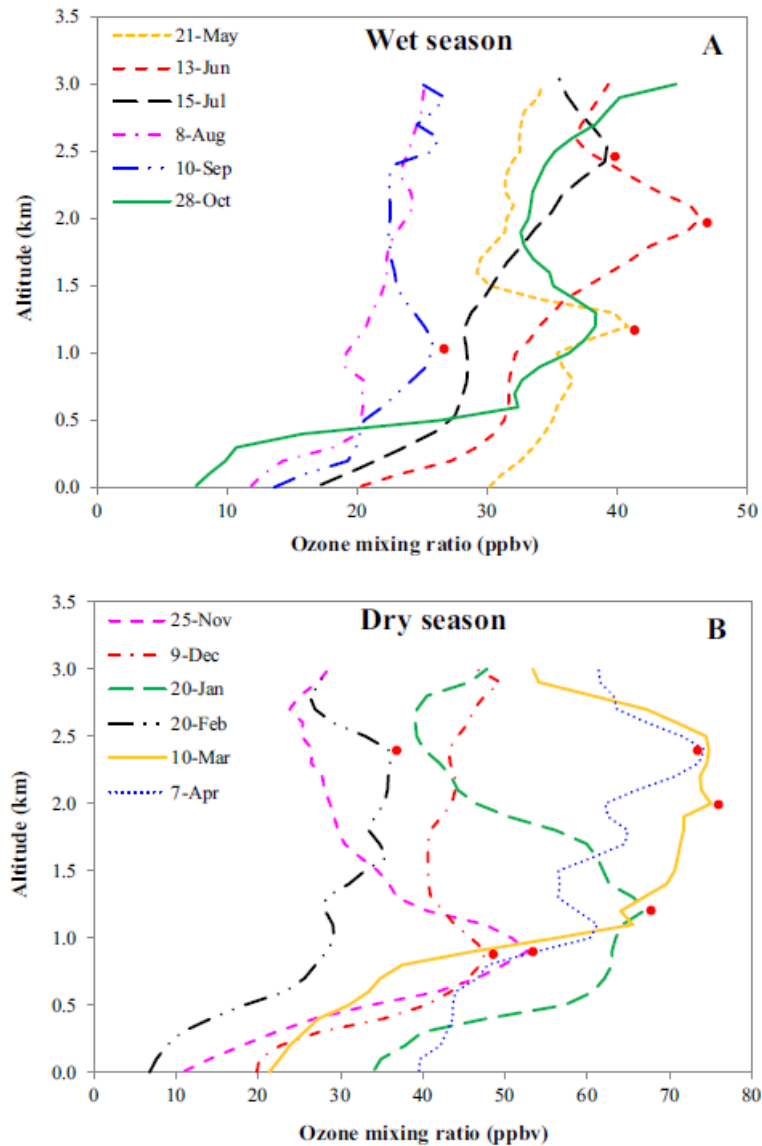 Wet season
A
21-May
13-Jun
15-Jul
8-Aug
10-Sep
28-Oct
3.5
3.0
2.5
2.0
1.5
1.0
0.5
0.0
Altitude (km)
0 10 20 30 40 50
Ozone mixing ratio (ppbv)
Dry season
B
25-Nov
9-Dec
20-Jan
20-Feb
10-Mar
7-Apr
3.5
3.0
2.5
2.0
1.5
1.0
0.5
0.0
Altitude (km)
0 10 20 30 40 50 60 70 80
Ozone mixing ratio (ppbv)